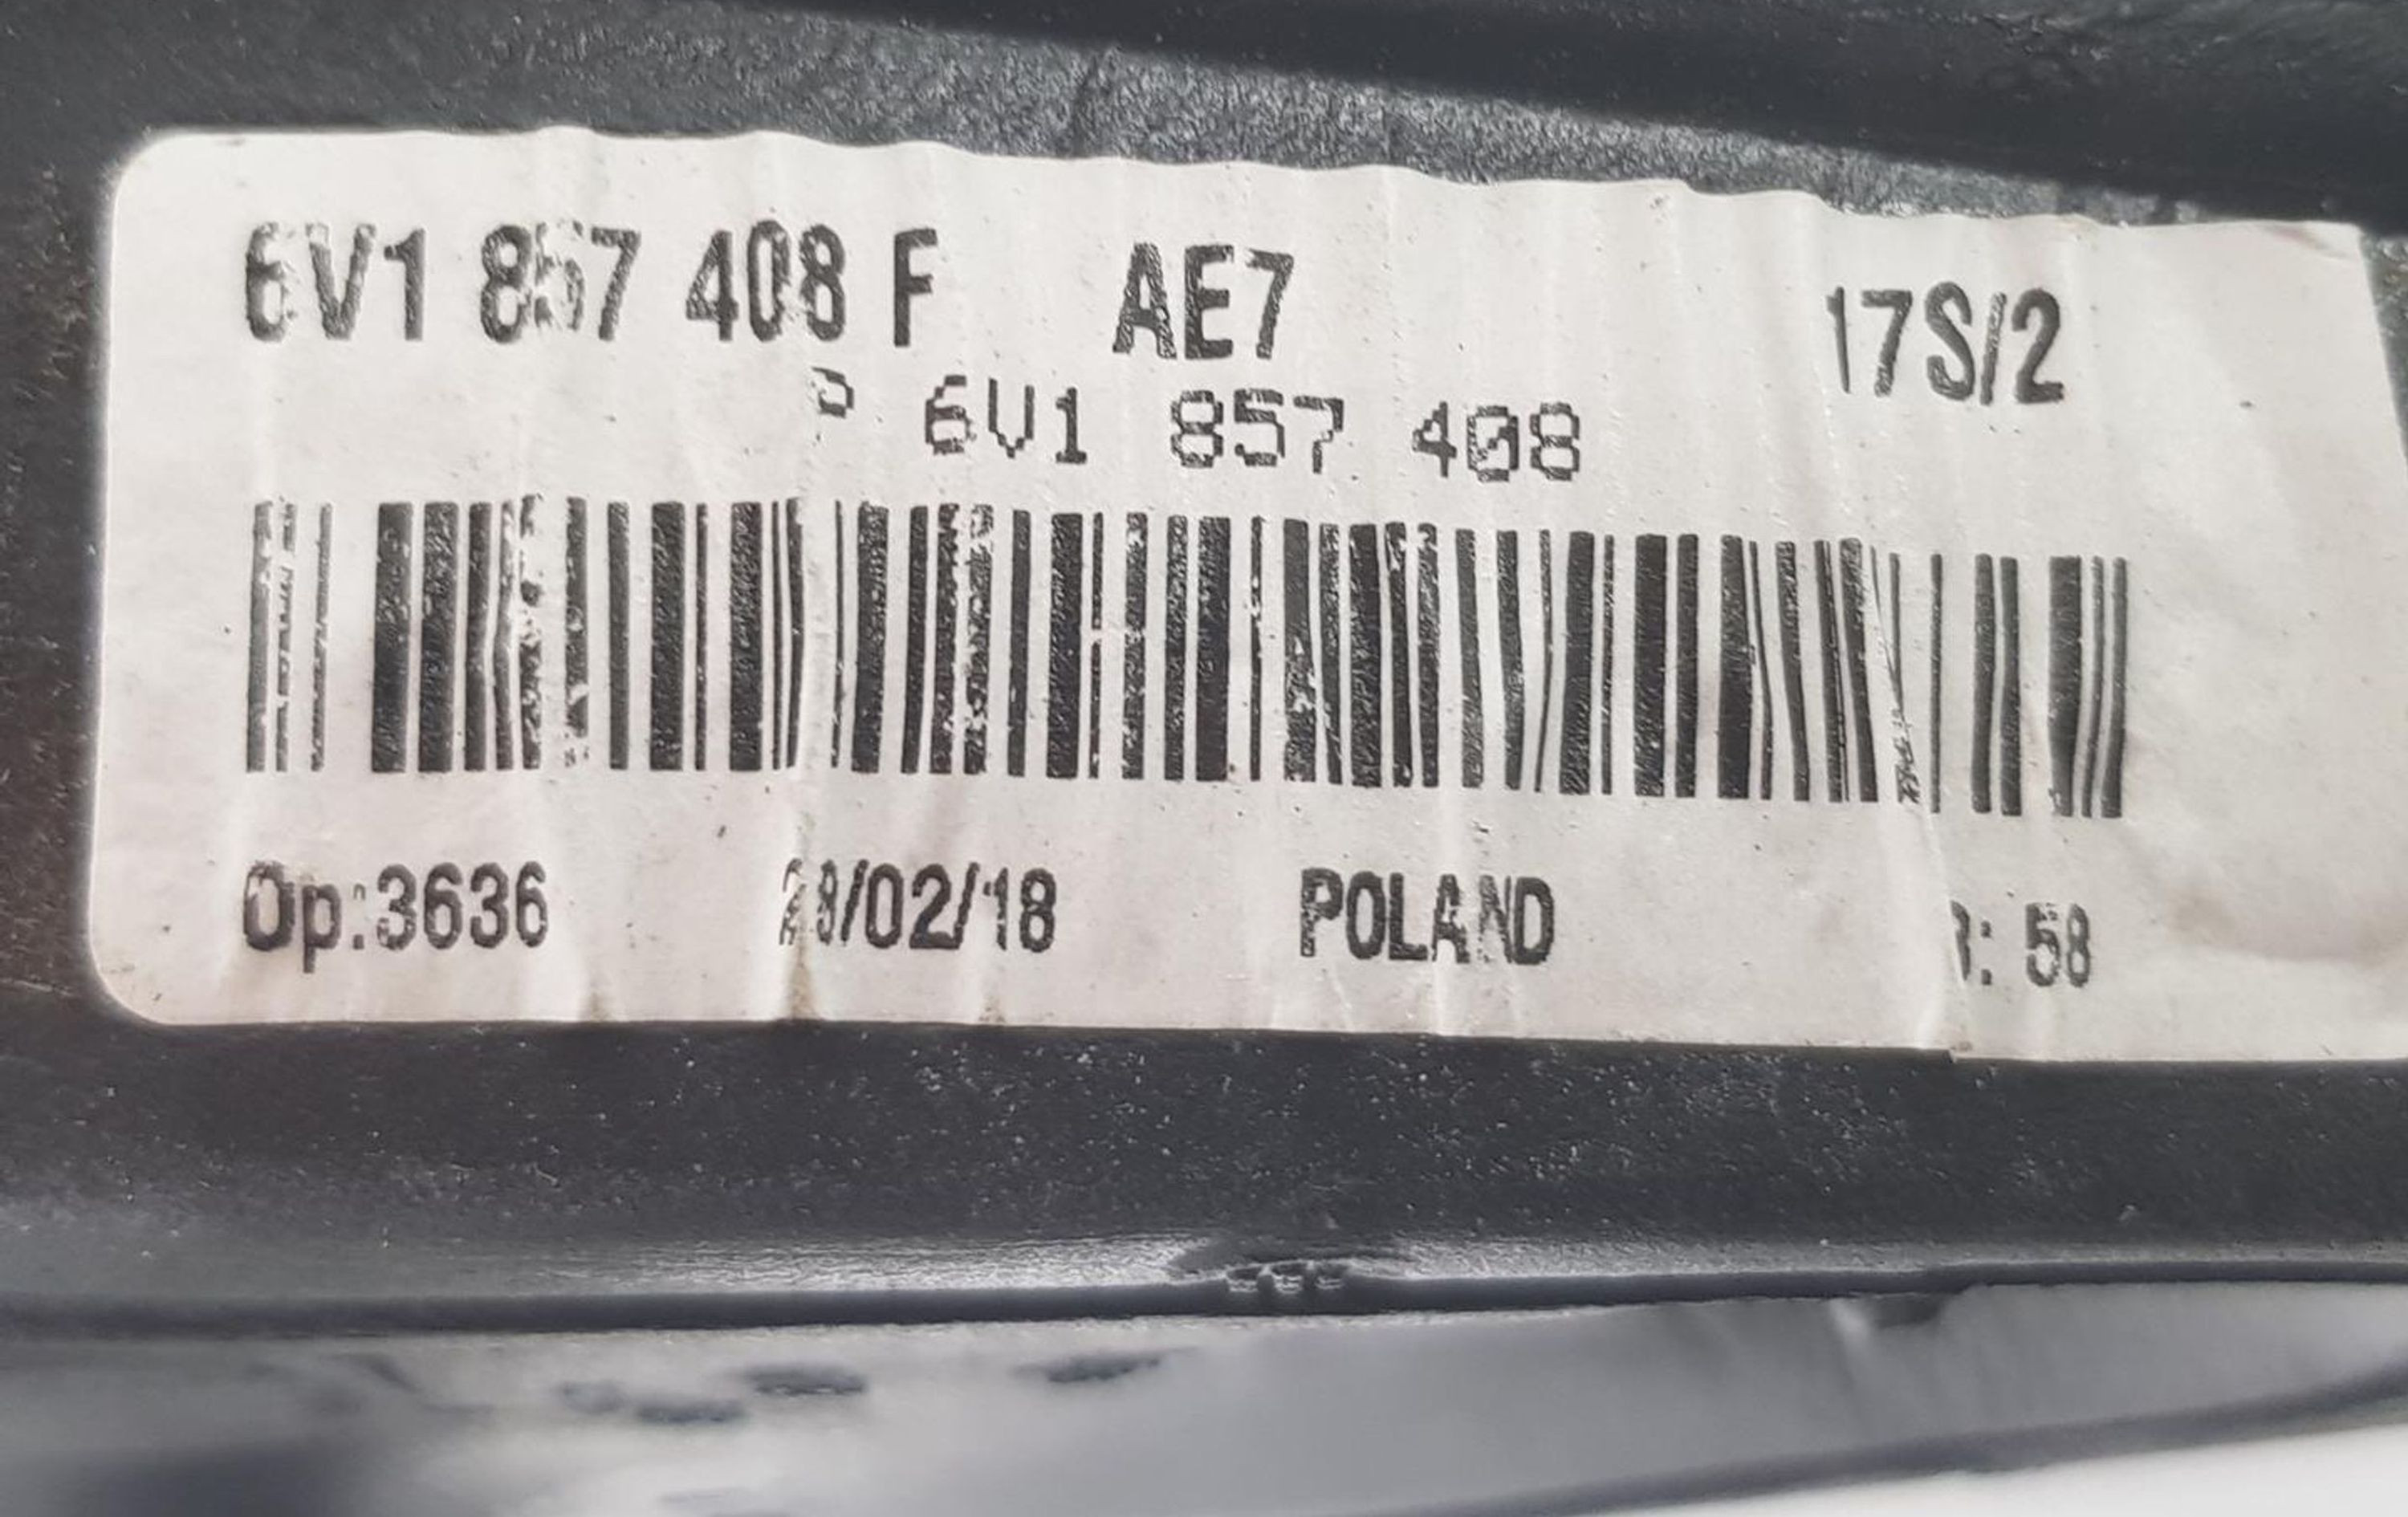 6V1 857 408 F AE7 17S/2
P 6V1 857 408
Op:3636 /02/18 POLAND : 58